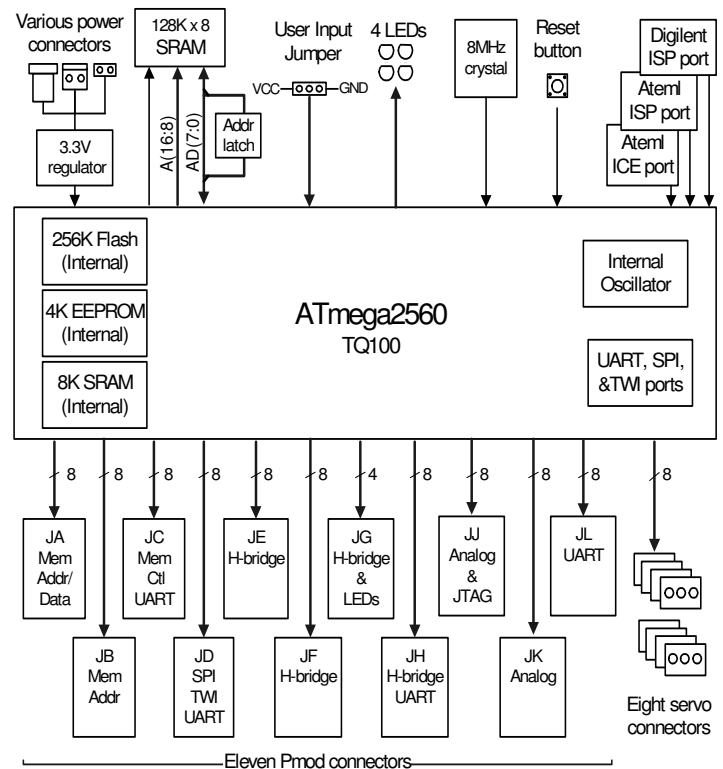 Various power
connectors
3.3V
regulator
128K x 8
SRAM
A(16:8)
AD(7:0)
Addr
latch
User Input
Jumper
VCC
GND
4 LEDs
8MHz
crystal
Reset
button
Digilent
ISP port
Ateml
ISP port
Ateml
ICE port
256K Flash
(Internal)
4K EEPROM
(Internal)
8K SRAM
(Internal)
ATmega2560
TQ100
Internal
Oscillator
UART, SPI,
&TWI ports
8
8
8
8
8
8
4
8
8
8
8
8
JA
Mem
Addr/
Data
JC
Mem
Ctl
UART
JE
H-bridge
JG
H-bridge
&
LEDs
JJ
Analog
&
JTAG
JL
UART
JB
Mem
Addr
JD
SPI
TWI
UART
JF
H-bridge
JH
H-bridge
UART
JK
Analog
Eight servo
connectors
Eleven Pmod connectors